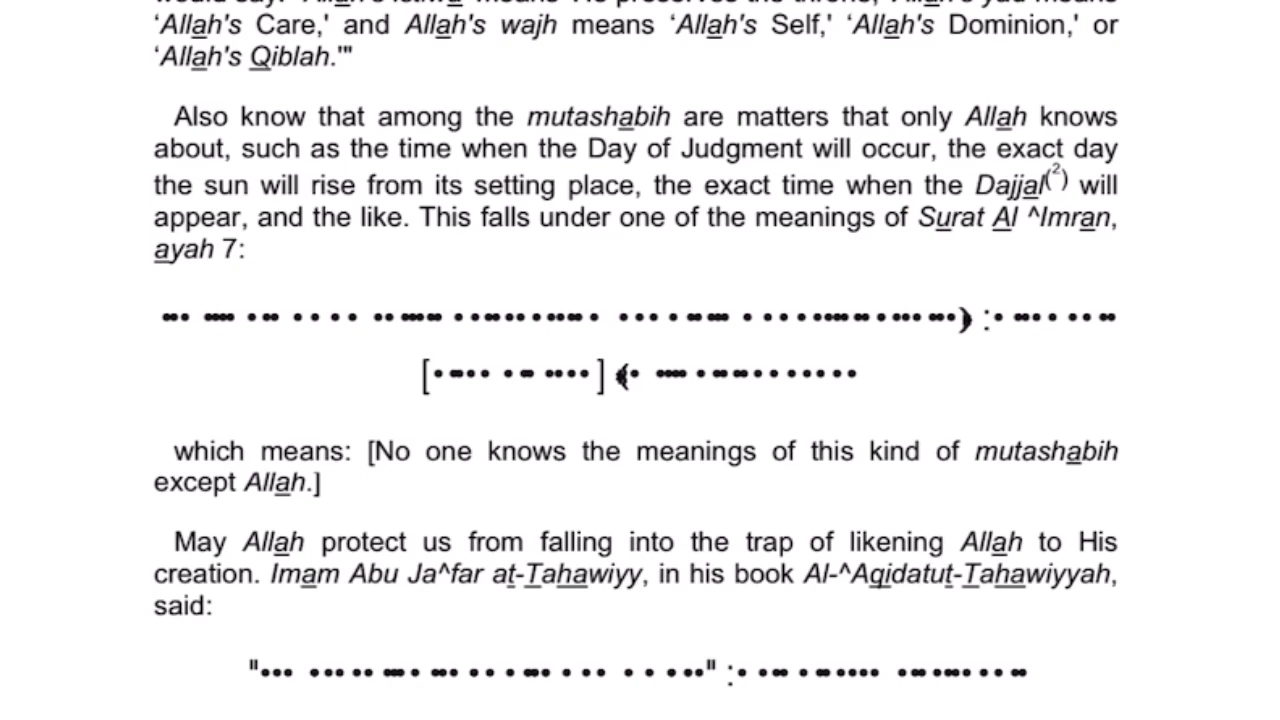 'Allah's Care,' and Allah's wajh means 'Allah's Self,' 'Allah's Dominion,' or
'Allah's Qiblah.'"
Also know that among the mutashabih are matters that only Allah knows
about, such as the time when the Day of Judgment will occur, the exact day
the sun will rise from its setting place, the exact time when the Dajjal(2) will
appear, and the like. This falls under one of the meanings of Surat Al ^Imran,
ayah 7:
which means: [No one knows the meanings of this kind of mutashabih
except Allah.]
May Allah protect us from falling into the trap of likening Allah to His
creation. Imam Abu Ja^far at-Tahawiyy, in his book Al-^Aqidatut-Tahawiyyah,
said: